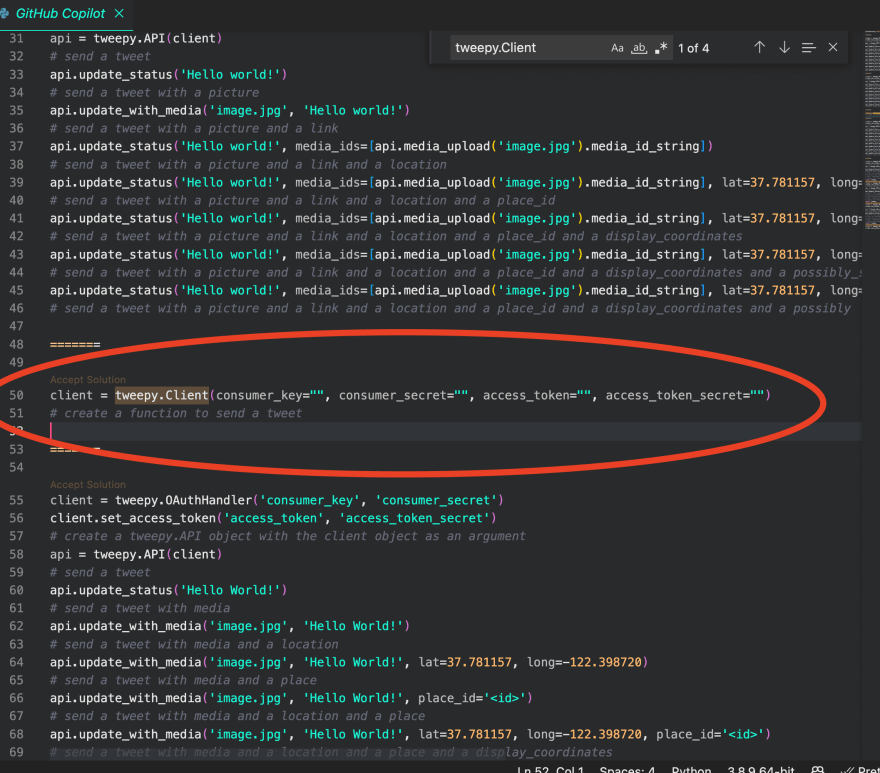 GitHub Copilot ×
tweepy.Client Aa ab .* 1 of 4
31 api = tweepy.API(client)
32 # send a tweet
33 api.update_status('Hello world!')
34 # send a tweet with a picture
35 api.update_with_media('image.jpg', 'Hello world!')
36 # send a tweet with a picture and a link
37 api.update_status('Hello world!', media_ids=[api.media_upload('image.jpg').media_id_string])
38 # send a tweet with a picture and a link and a location
39 api.update_status('Hello world!', media_ids=[api.media_upload('image.jpg').media_id_string], lat=37.781157, long=
40 # send a tweet with a picture and a link and a location and a place_id
41 api.update_status('Hello world!', media_ids=[api.media_upload('image.jpg').media_id_string], lat=37.781157, long=
42 # send a tweet with a picture and a link and a location and a place_id and a display_coordinates
43 api.update_status('Hello world!', media_ids=[api.media_upload('image.jpg').media_id_string], lat=37.781157, long=
44 # send a tweet with a picture and a link and a location and a place_id and a display_coordinates and a possibly_s
45 api.update_status('Hello world!', media_ids=[api.media_upload('image.jpg').media_id_string], lat=37.781157, long=
46 # send a tweet with a picture and a link and a location and a place_id and a display_coordinates and a possibly
47
48 =======
49
Accept Solution
50 client = tweepy.Client(consumer_key="", consumer_secret="", access_token="", access_token_secret="")
51 # create a function to send a tweet
52
53 =======
54
Accept Solution
55 client = tweepy.OAuthHandler('consumer_key', 'consumer_secret')
56 client.set_access_token('access_token', 'access_token_secret')
57 # create a tweepy.API object with the client object as an argument
58 api = tweepy.API(client)
59 # send a tweet
60 api.update_status('Hello World!')
61 # send a tweet with media
62 api.update_with_media('image.jpg', 'Hello World!')
63 # send a tweet with media and a location
64 api.update_with_media('image.jpg', 'Hello World!', lat=37.781157, long=-122.398720)
65 # send a tweet with media and a place
66 api.update_with_media('image.jpg', 'Hello World!', place_id='<id>')
67 # send a tweet with media and a location and a place
68 api.update_with_media('image.jpg', 'Hello World!', lat=37.781157, long=-122.398720, place_id='<id>')
69 # send a tweet with media and a location and a place and a display_coordinates
Ln 52, Col 1 Spaces: 4 Python 3.8.9 64-bit Pret